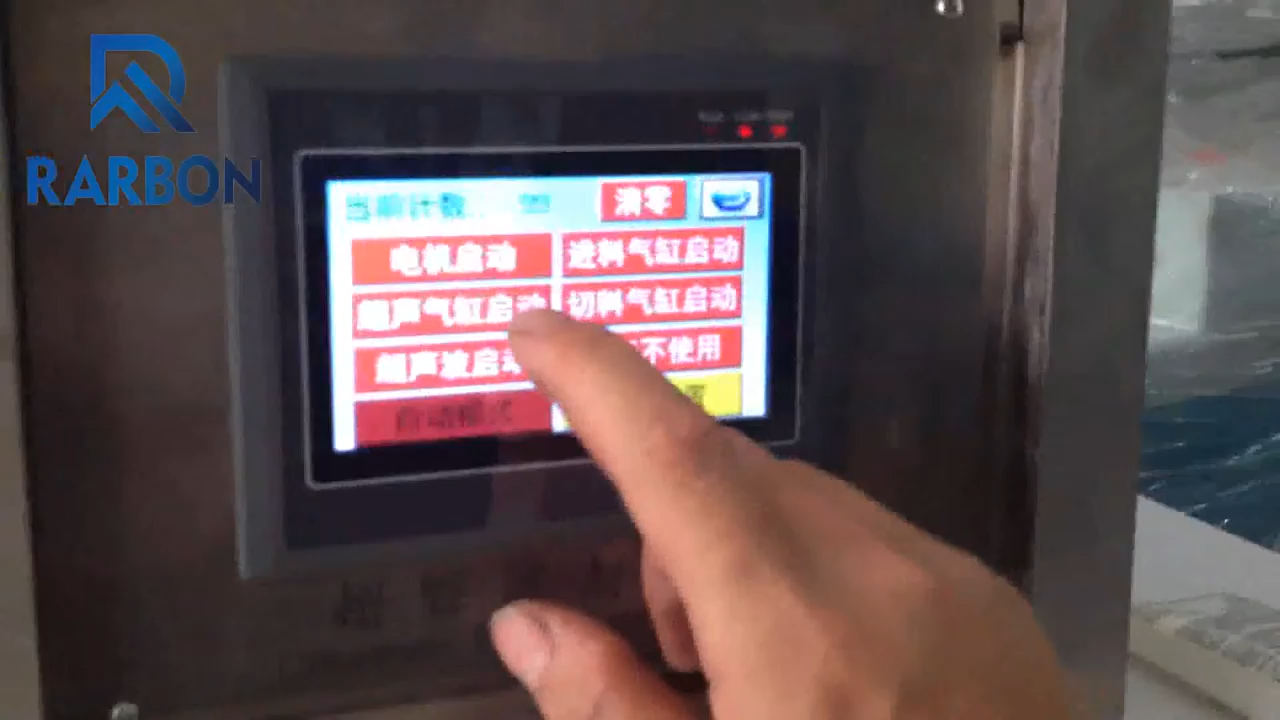 RARBON
当前计数
清零
电机启动 进料气缸启动
超声气缸启动 切料气缸启动
超声波启动 不使用
自动模式